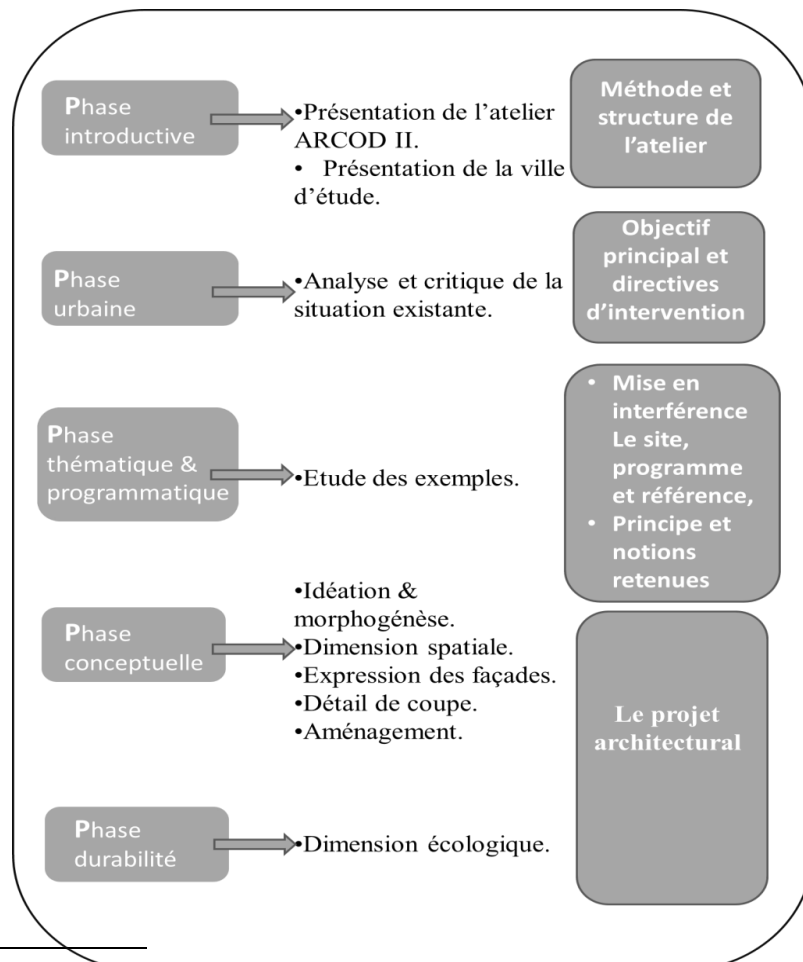 Phase
introductive
•Présentation de l'atelier
ARCOD II.
• Présentation de la ville
d'étude.
Méthode et
structure de
l'atelier
Phase
urbaine
•Analyse et critique de la
situation existante.
Objectif
principal et
directives
d'intervention
Phase
thématique &
programmatique
•Etude des exemples.
• Mise en
interférence
Le site,
programme
et référence,
• Principe et
notions
retenues
Phase
conceptuelle
•Idéation &
morphogénèse.
•Dimension spatiale.
•Expression des façades.
•Détail de coupe.
•Aménagement.
Le projet
architectural
Phase
durabilité
•Dimension écologique.